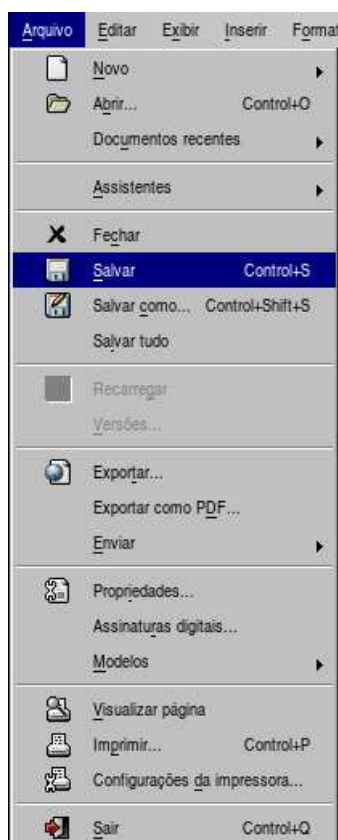 Arquivo Editar Exibir Inserir Format
Novo
Abrir... Control+O
Documentos recentes
Assistentes
Fechar
Salvar Control+S
Salvar como... Control+Shift+S
Salvar tudo
Recarregar
Versões...
Exportar...
Exportar como PDF...
Enviar
Propriedades...
Assinaturas digitais...
Modelos
Visualizar página
Imprimir... Control+P
Configurações da impressora...
Sair Control+Q